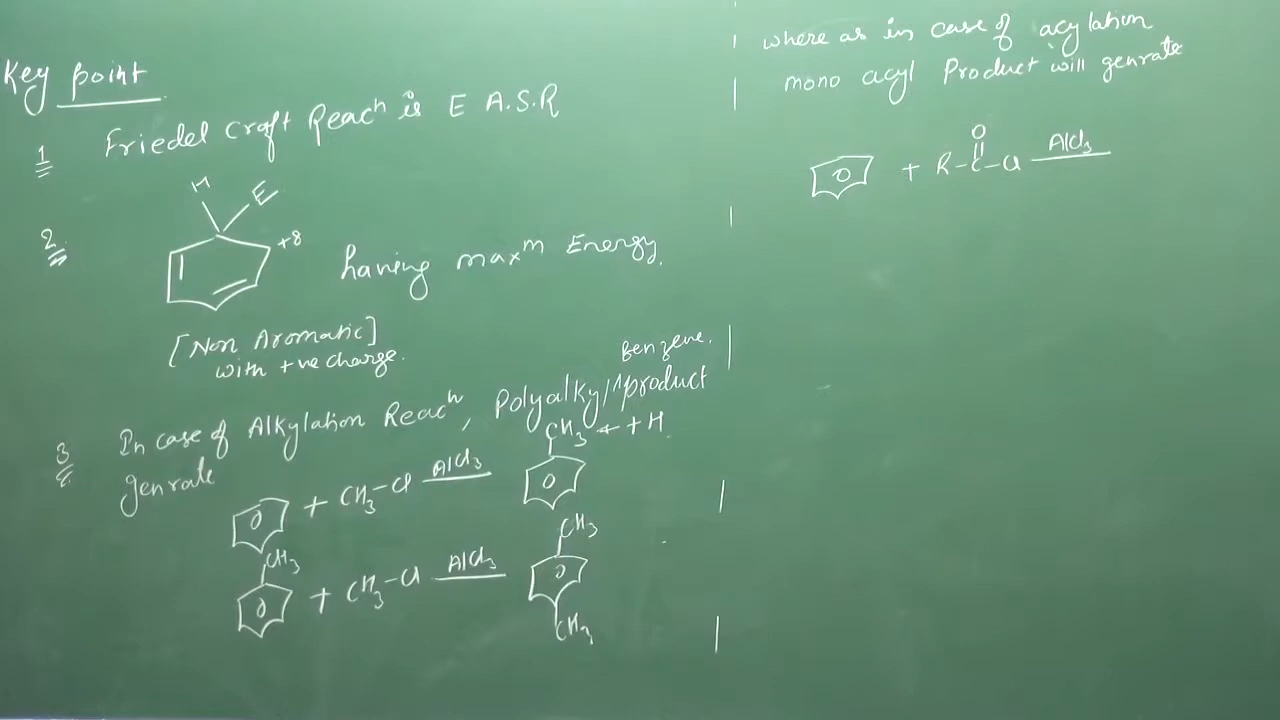 Key point
1 Friedel Craft Reacⁿ is E A.S.R
2
H E
+δ
having maxᵐ Energy.
[Non Aromatic]
with +ve charge.
Benzene.
3 In case of Alkylation Reacⁿ, Polyalkyl product
genrate
CH₃ + +H
+ CH₃-Cl AlCl₃
CH₃ CH₃
+ CH₃-Cl AlCl₃
CH₃
where as in case of acylation
mono acyl Product will genrate
O
+ R-C-Cl AlCl₃